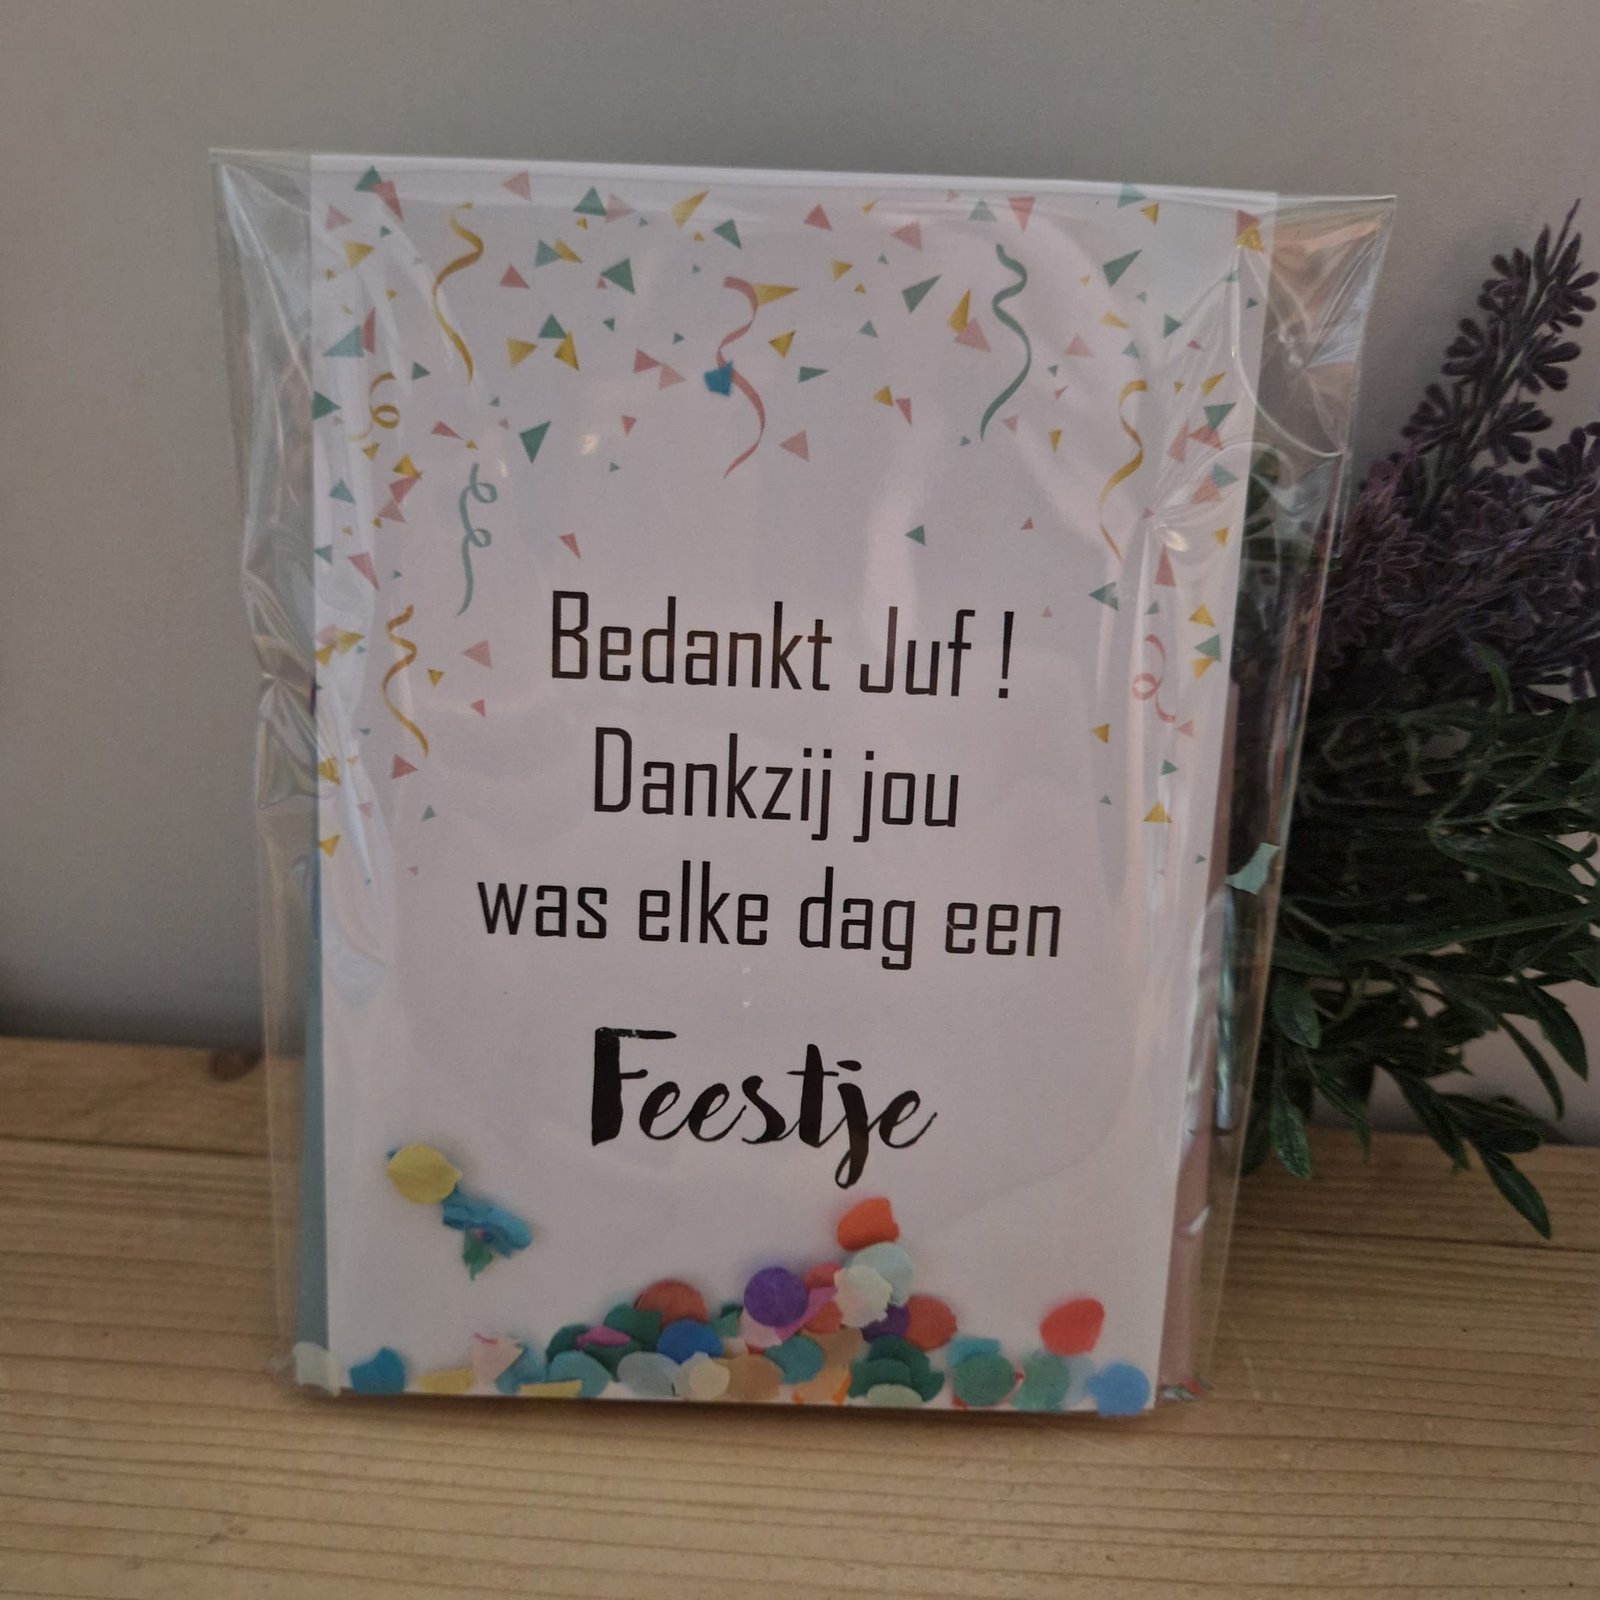 Bedankt Juf !
Dankzij jou
was elke dag een
Feestje